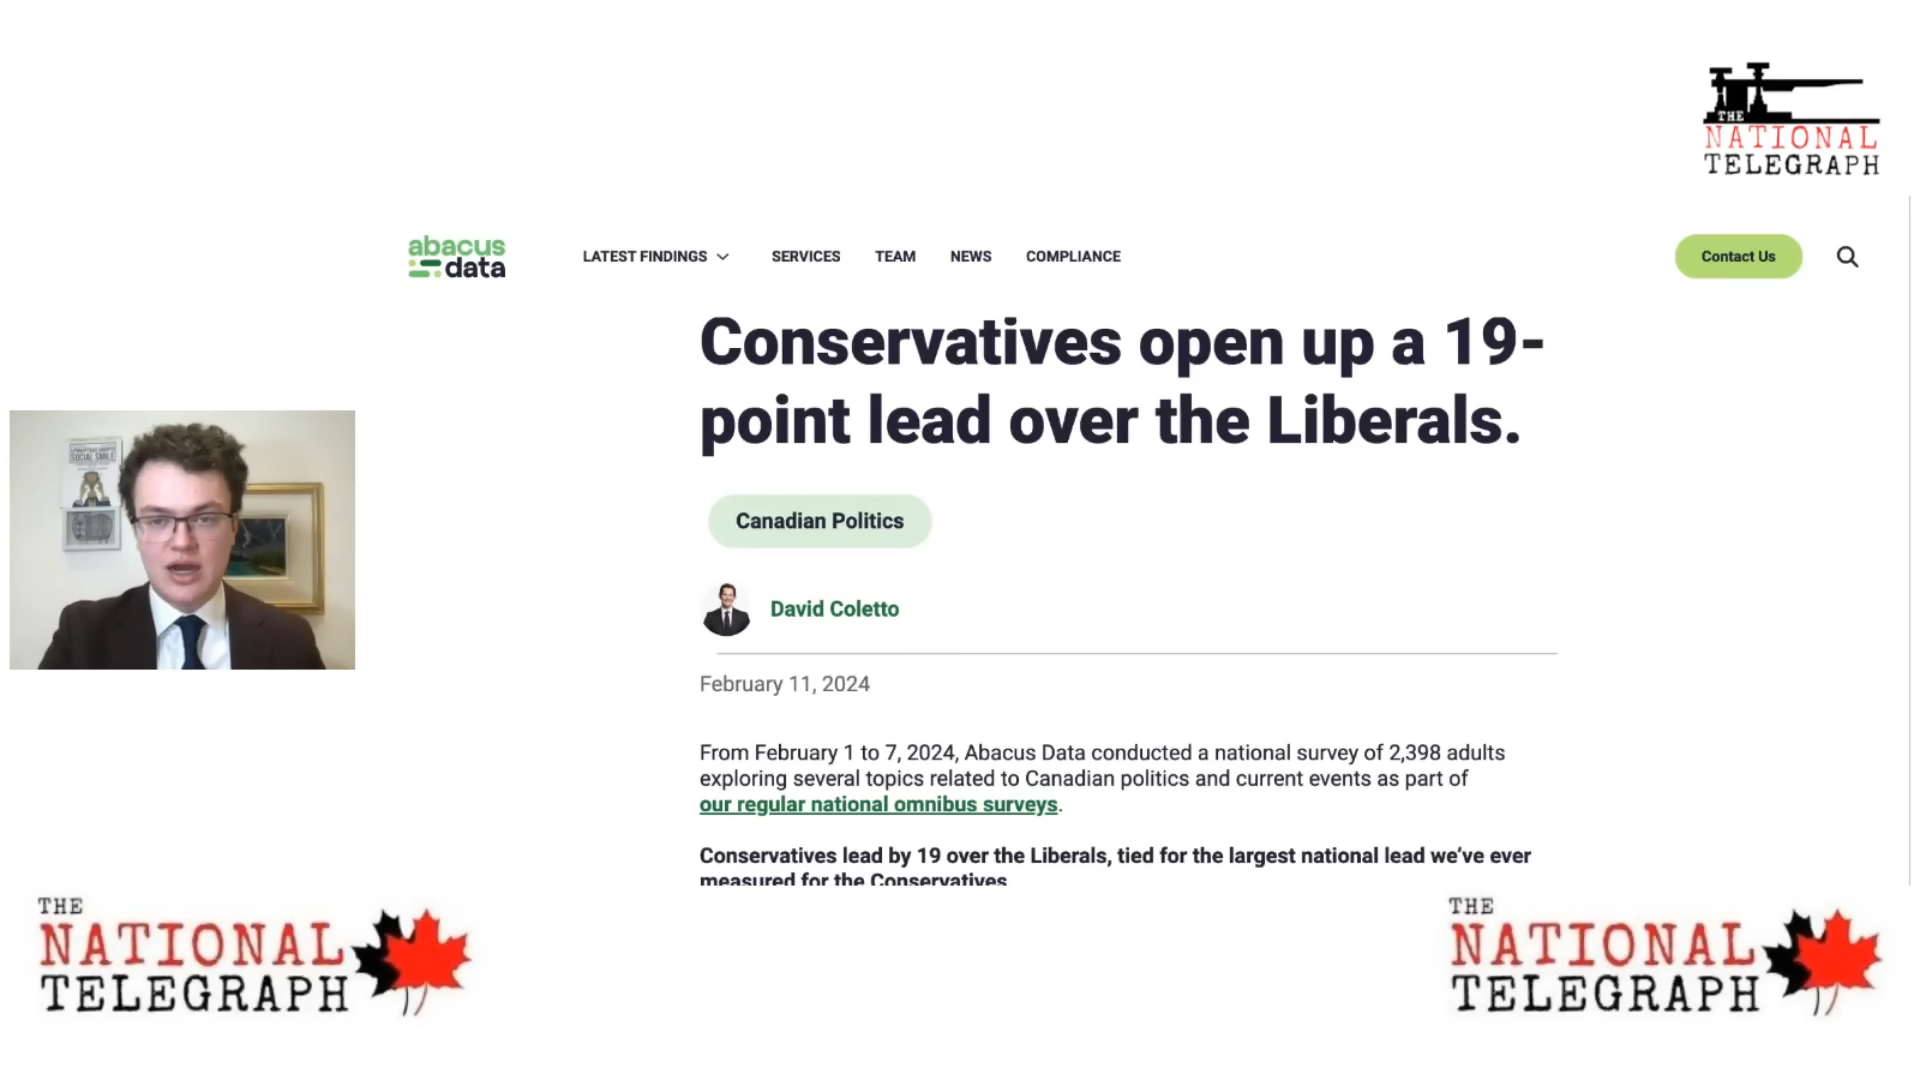 THE
NATIONAL
TELEGRAPH
abacus
data
LATEST FINDINGS
SERVICES
TEAM
NEWS
COMPLIANCE
Contact Us
Conservatives open up a 19-
point lead over the Liberals.
Canadian Politics
David Coletto
February 11, 2024
From February 1 to 7, 2024, Abacus Data conducted a national survey of 2,398 adults
exploring several topics related to Canadian politics and current events as part of
our regular national omnibus surveys.
Conservatives lead by 19 over the Liberals, tied for the largest national lead we’ve ever
measured for the Conservatives
SOCIAL SMILE
THE
NATIONAL
TELEGRAPH
THE
NATIONAL
TELEGRAPH